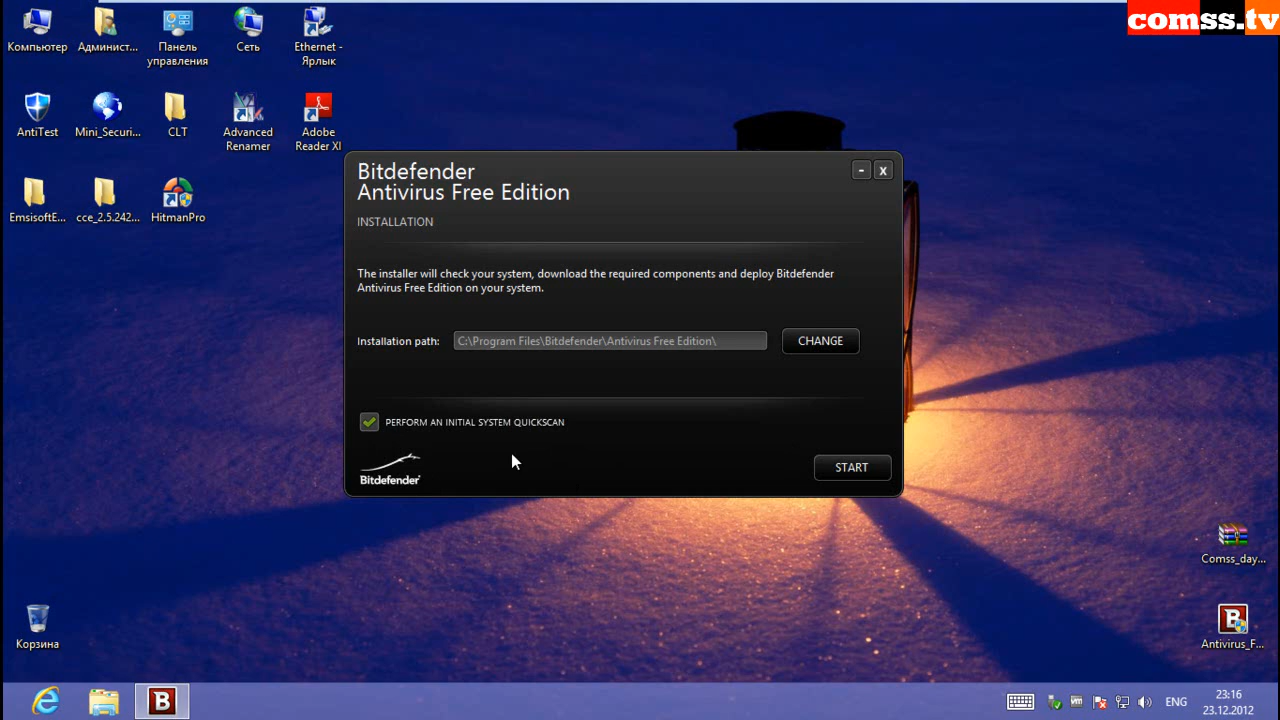 comss.tv
Компьютер
Админист...
Панель
управления
Сеть
Ethernet -
Ярлык
AntiTest
Mini_Securi...
CLT
Advanced
Renamer
Adobe
Reader XI
EmsisoftE...
cce_2.5.242...
HitmanPro
Bitdefender
Antivirus Free Edition
- x
INSTALLATION
The installer will check your system, download the required components and deploy Bitdefender
Antivirus Free Edition on your system.
Installation path: C:\Program Files\Bitdefender\Antivirus Free Edition\ CHANGE
PERFORM AN INITIAL SYSTEM QUICKSCAN
Bitdefender
START
Comss_day...
Корзина
B
Antivirus_F...
B
ENG
23:16
23.12.2012